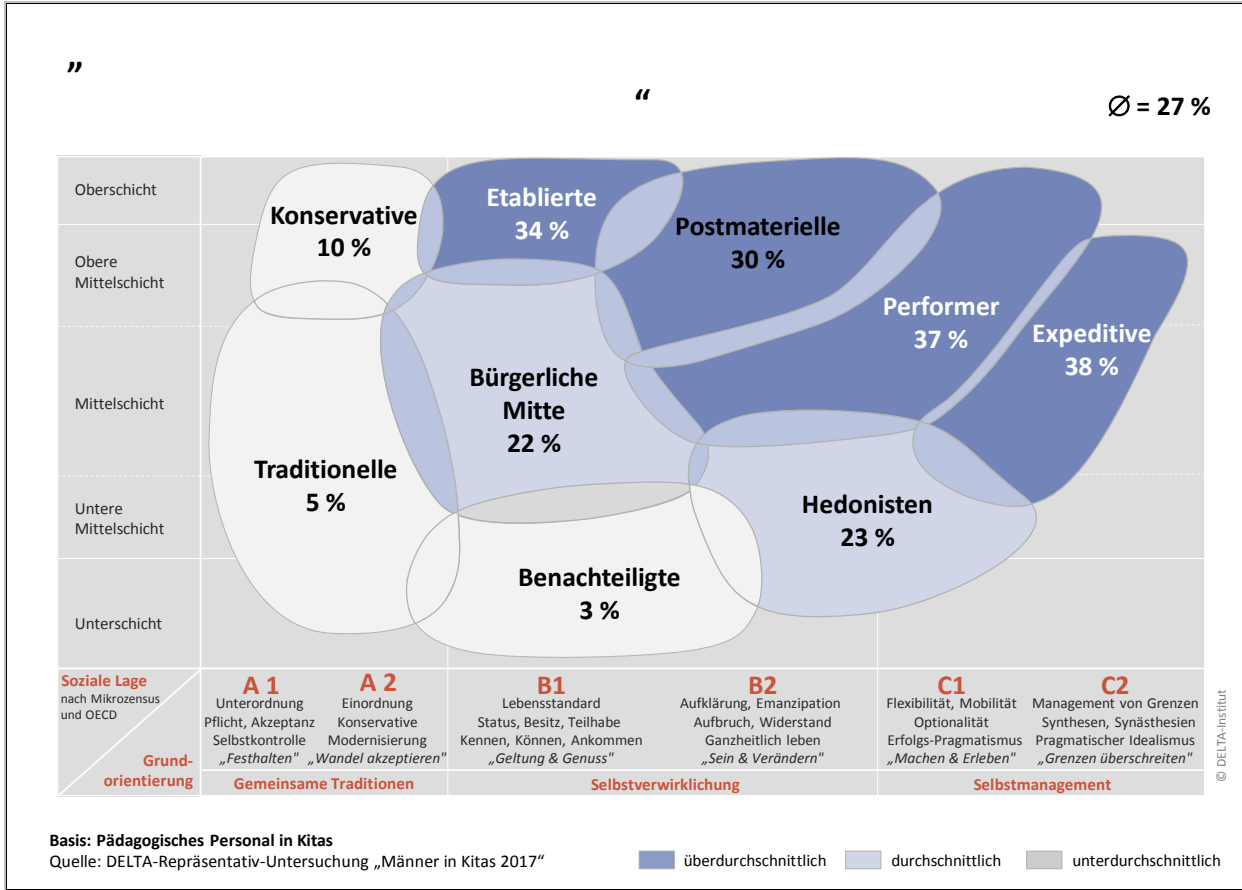 ”
“
Ø = 27 %
Oberschicht
Obere
Mittelschicht
Mittelschicht
Untere
Mittelschicht
Unterschicht
Konservative
10 %
Etablierte
34 %
Postmaterielle
30 %
Performer
37 %
Expeditive
38 %
Bürgerliche
Mitte
22 %
Traditionelle
5 %
Hedonisten
23 %
Benachteiligte
3 %
Soziale Lage
nach Mikrozensus
und OECD
Grund-
orientierung
A 1
Unterordnung
Pflicht, Akzeptanz
Selbstkontrolle
„Festhalten"
A 2
Einordnung
Konservative
Modernisierung
„Wandel akzeptieren"
B1
Lebensstandard
Status, Besitz, Teilhabe
Kennen, Können, Ankommen
„Geltung & Genuss"
B2
Aufklärung, Emanzipation
Aufbruch, Widerstand
Ganzheitlich leben
„Sein & Verändern"
C1
Flexibilität, Mobilität
Optionalität
Erfolgs-Pragmatismus
„Machen & Erleben"
C2
Management von Grenzen
Synthesen, Synästhesien
Pragmatischer Idealismus
„Grenzen überschreiten"
Gemeinsame Traditionen
Selbstverwirklichung
Selbstmanagement
© DELTA-Institut
Basis: Pädagogisches Personal in Kitas
Quelle: DELTA-Repräsentativ-Untersuchung „Männer in Kitas 2017“
überdurchschnittlich
durchschnittlich
unterdurchschnittlich